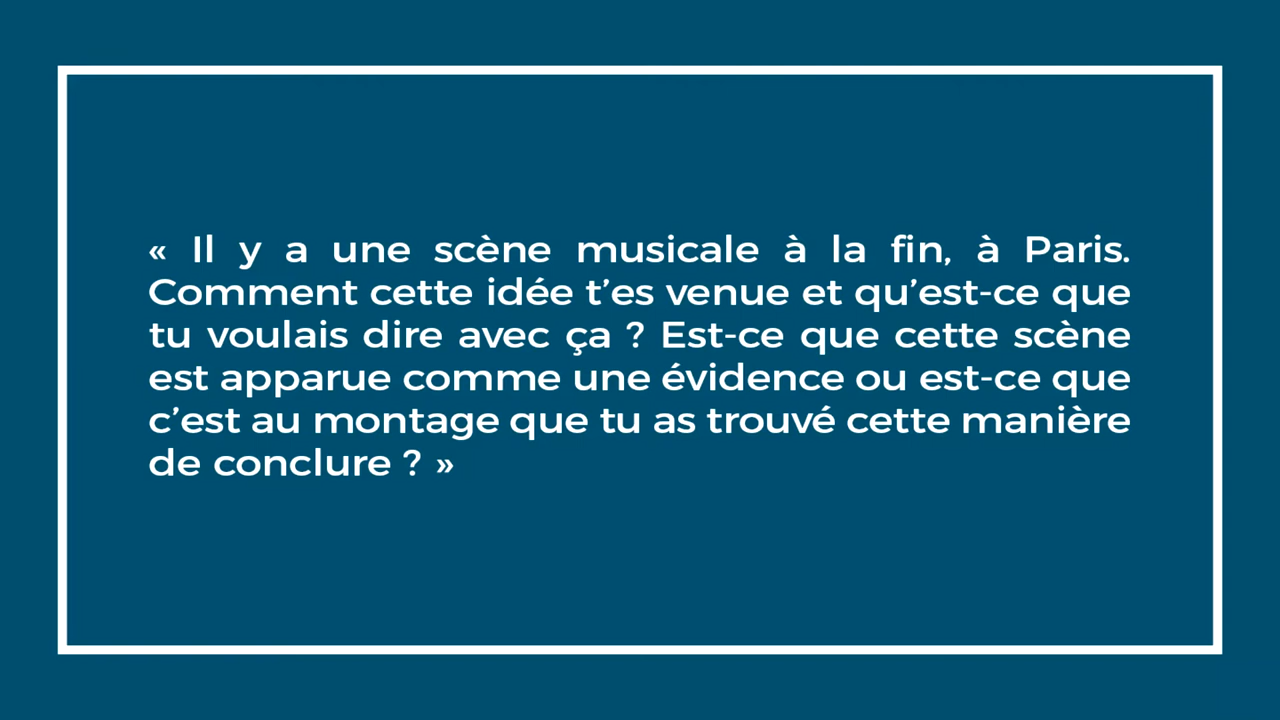 « Il y a une scène musicale à la fin, à Paris.
Comment cette idée t’es venue et qu’est-ce que
tu voulais dire avec ça ? Est-ce que cette scène
est apparue comme une évidence ou est-ce que
c’est au montage que tu as trouvé cette manière
de conclure ? »